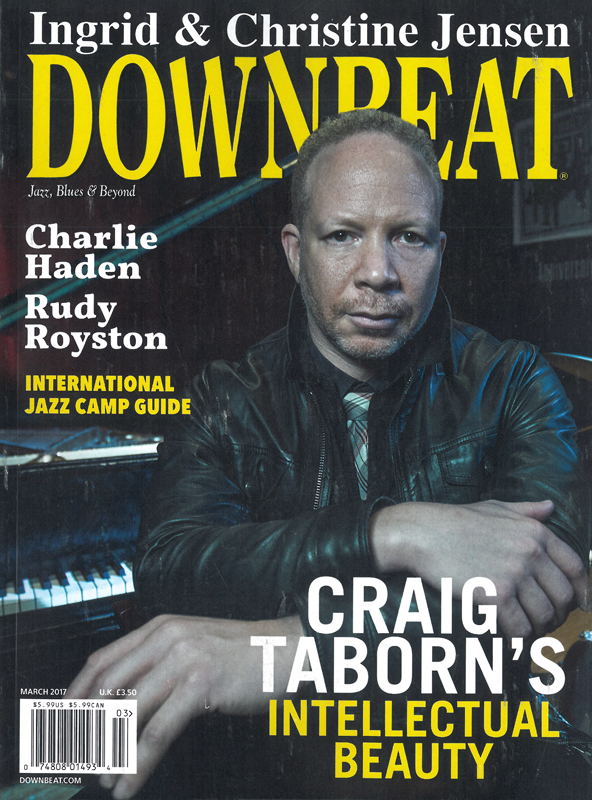 Ingrid & Christine Jensen
DOWNBEAT®
Jazz, Blues & Beyond
Charlie
Haden
Rudy
Royston
INTERNATIONAL
JAZZ CAMP GUIDE
CRAIG
TABORN'S
INTELLECTUAL
BEAUTY
MARCH 2017 U.K. £3.50
$5.99US $5.99CAN
03>
0 74808 01493 4
DOWNBEAT.COM